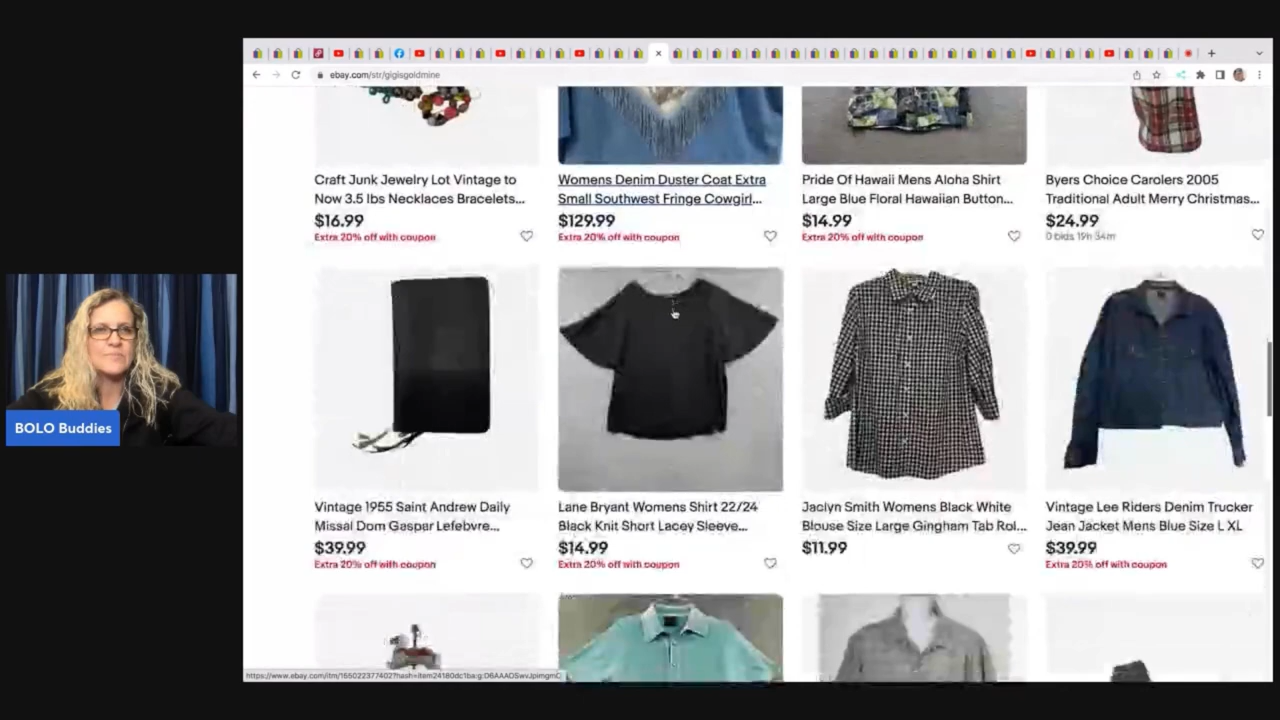 ebay.com/str/gigisgoldmine
Craft Junk Jewelry Lot Vintage to
Now 3.5 lbs Necklaces Bracelets...
$16.99
Extra 20% off with coupon
Womens Denim Duster Coat Extra
Small Southwest Fringe Cowgirl...
$129.99
Extra 20% off with coupon
Pride Of Hawaii Mens Aloha Shirt
Large Blue Floral Hawaiian Button...
$14.99
Extra 20% off with coupon
Byers Choice Carolers 2005
Traditional Adult Merry Christmas...
$24.99
0 bids 19h 34m
BOLO Buddies
Vintage 1955 Saint Andrew Daily
Missal Dom Gaspar Lefebvre...
$39.99
Extra 20% off with coupon
Lane Bryant Womens Shirt 22/24
Black Knit Short Lacey Sleeve...
$14.99
Extra 20% off with coupon
Jaclyn Smith Womens Black White
Blouse Size Large Gingham Tab Rol...
$11.99
Vintage Lee Riders Denim Trucker
Jean Jacket Mens Blue Size L XL
$39.99
Extra 20% off with coupon